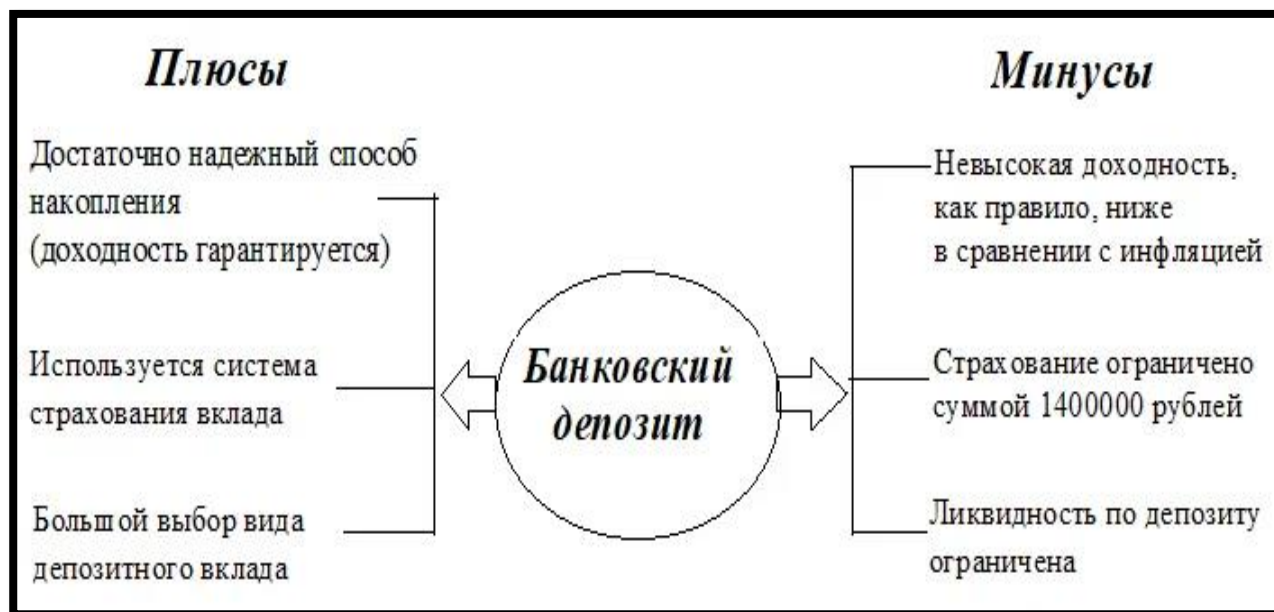 Плюсы
Достаточно надежный способ
накопления
(доходность гарантируется)
Используется система
страхования вклада
Большой выбор вида
депозитного вклада
Банковский
депозит
Минусы
Невысокая доходность,
как правило, ниже
в сравнении с инфляцией
Страхование ограничено
суммой 1400000 рублей
Ликвидность по депозиту
ограничена